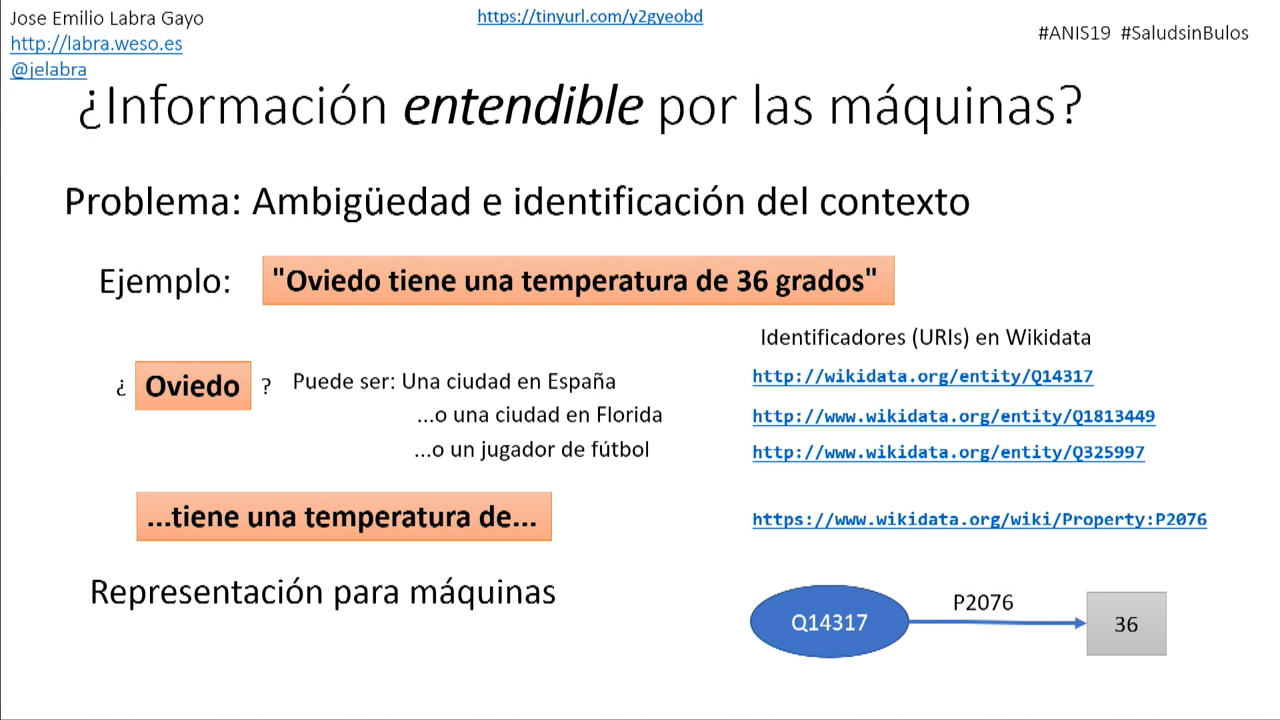 Jose Emilio Labra Gayo
http://labra.weso.es
@jelabra
https://tinyurl.com/y2gyeobd
#ANIS19 #SaludsinBulos
¿Información entendible por las máquinas?
Problema: Ambigüedad e identificación del contexto
Ejemplo: "Oviedo tiene una temperatura de 36 grados"
Identificadores (URIs) en Wikidata
¿ Oviedo ? Puede ser: Una ciudad en España http://wikidata.org/entity/Q14317
...o una ciudad en Florida http://www.wikidata.org/entity/Q1813449
...o un jugador de fútbol http://www.wikidata.org/entity/Q325997
...tiene una temperatura de... https://www.wikidata.org/wiki/Property:P2076
Representación para máquinas
Q14317 P2076 36